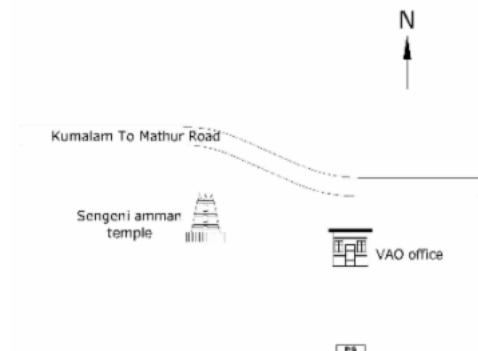 N
Kumalam To Mathur Road
Sengeni amman
temple
VAO office